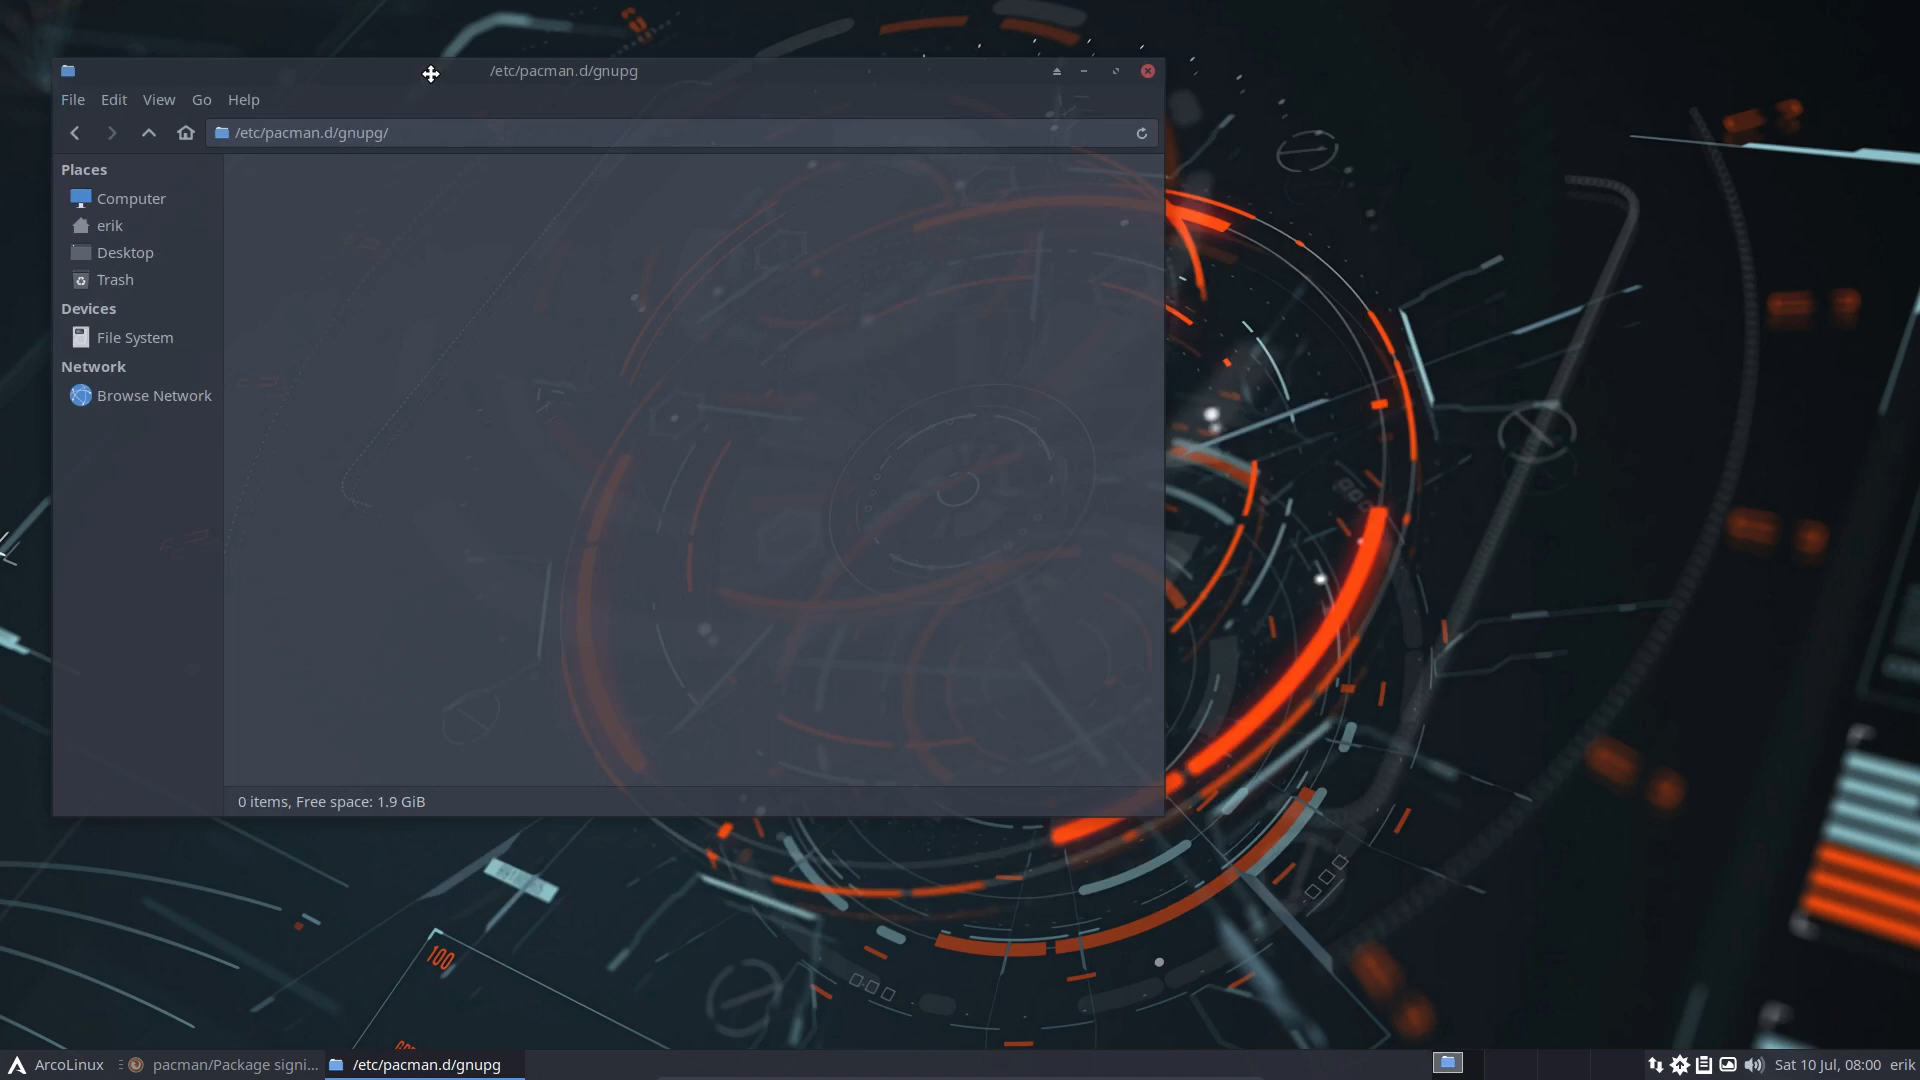 /etc/pacman.d/gnupg
File Edit View Go Help
/etc/pacman.d/gnupg/
Places
Computer
erik
Desktop
Trash
Devices
File System
Network
Browse Network
0 items, Free space: 1.9 GiB
100
ArcoLinux pacman/Package signi... /etc/pacman.d/gnupg Sat 10 Jul, 08:00 erik